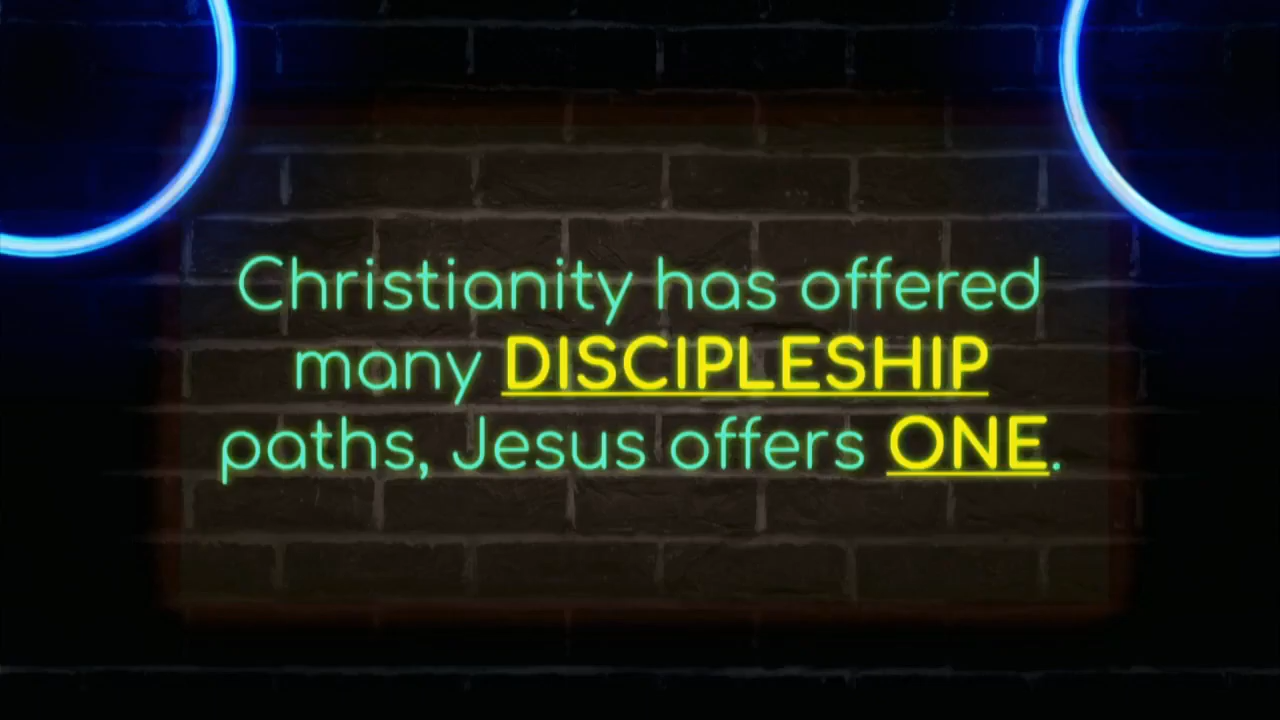 Christianity has offered
many DISCIPLESHIP
paths, Jesus offers ONE.